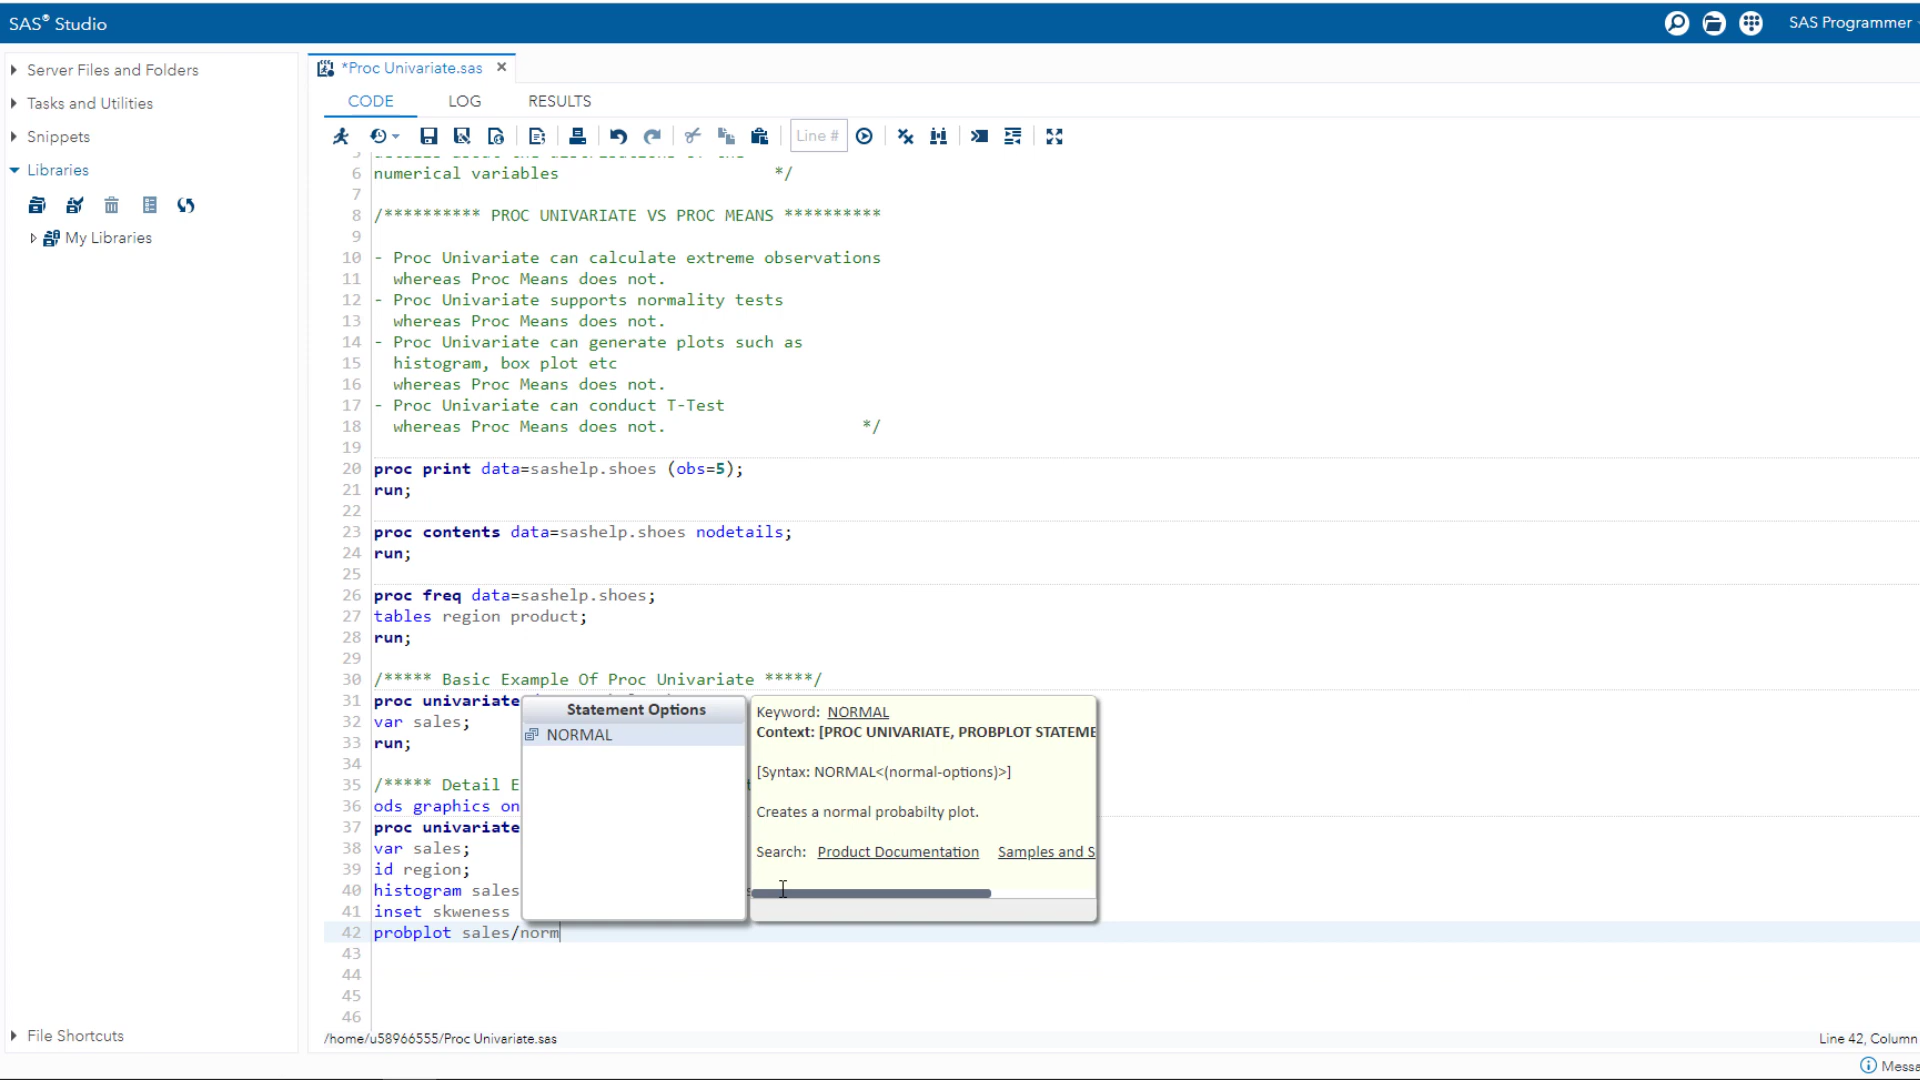 SAS® Studio
SAS Programmer
Server Files and Folders
Tasks and Utilities
Snippets
Libraries
My Libraries
File Shortcuts
*Proc Univariate.sas
CODE LOG RESULTS
Line #
6 numerical variables */
7
8 /********** PROC UNIVARIATE VS PROC MEANS **********
9
10 - Proc Univariate can calculate extreme observations
11 whereas Proc Means does not.
12 - Proc Univariate supports normality tests
13 whereas Proc Means does not.
14 - Proc Univariate can generate plots such as
15 histogram, box plot etc
16 whereas Proc Means does not.
17 - Proc Univariate can conduct T-Test
18 whereas Proc Means does not. */
19
20 proc print data=sashelp.shoes (obs=5);
21 run;
22
23 proc contents data=sashelp.shoes nodetails;
24 run;
25
26 proc freq data=sashelp.shoes;
27 tables region product;
28 run;
29
30 /***** Basic Example Of Proc Univariate *****/
31 proc univariate
32 var sales;
33 run;
34
35 /***** Detail E
36 ods graphics on
37 proc univariate
38 var sales;
39 id region;
40 histogram sales
41 inset skweness
42 probplot sales/norm
43
44
45
46
Statement Options
NORMAL
Keyword: NORMAL
Context: [PROC UNIVARIATE, PROBPLOT STATEME
[Syntax: NORMAL<(normal-options)>]
Creates a normal probabilty plot.
Search: Product Documentation Samples and S
/home/u58966555/Proc Univariate.sas
Line 42, Column
Messa